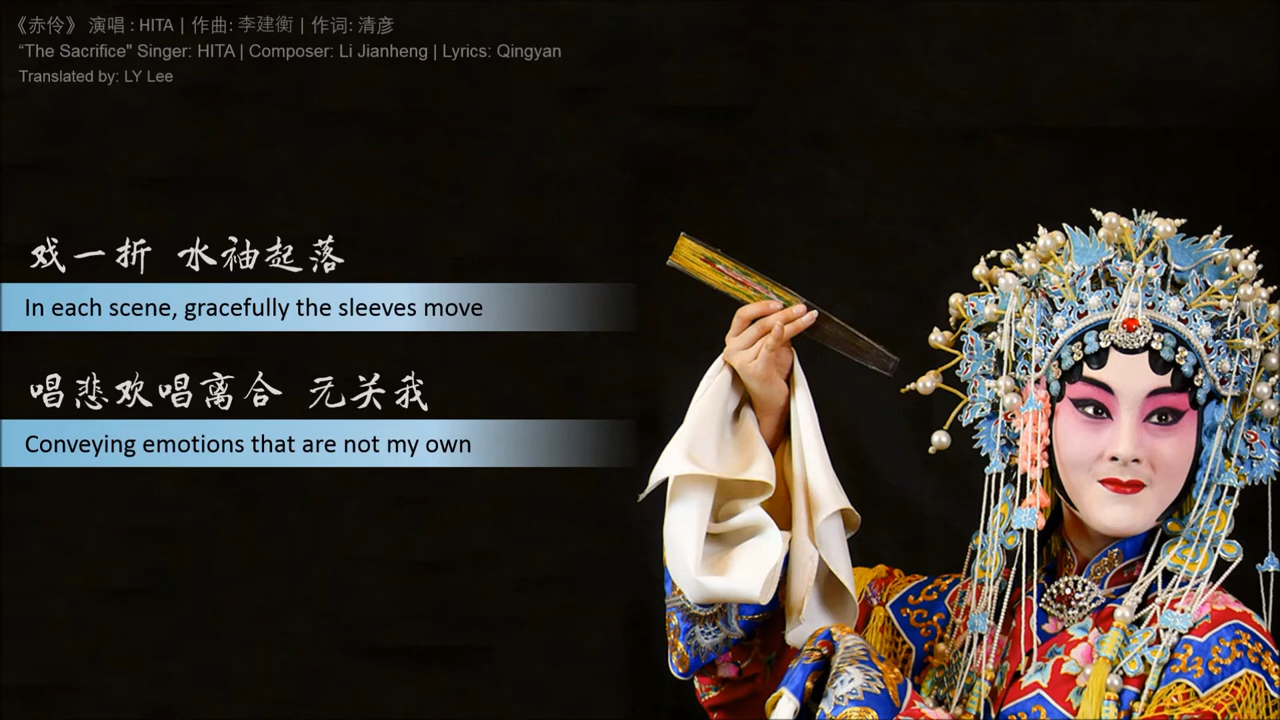 《赤伶》 演唱 : HITA | 作曲: 李建衡 | 作词: 清彦
“The Sacrifice" Singer: HITA | Composer: Li Jianheng | Lyrics: Qingyan
Translated by: LY Lee
戏一折 水袖起落
In each scene, gracefully the sleeves move
唱悲欢唱离合 无关我
Conveying emotions that are not my own